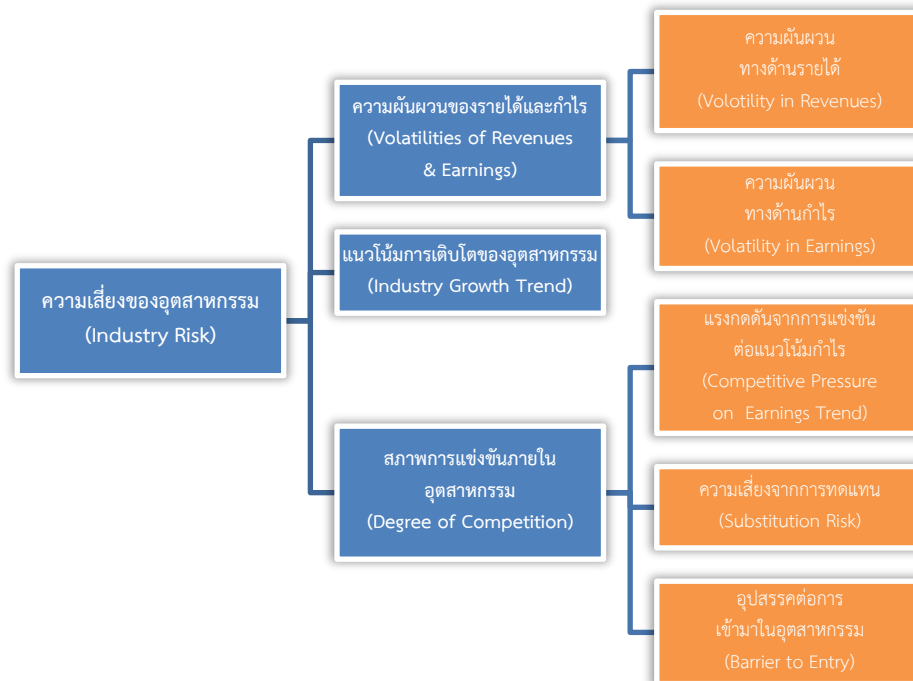 ความเสี่ยงของอุตสาหกรรม
(Industry Risk)
ความผันผวนของรายได้และกำไร
(Volatilities of Revenues
& Earnings)
ความผันผวน
ทางด้านรายได้
(Volotility in Revenues)
ความผันผวน
ทางด้านกำไร
(Volatility in Earnings)
แนวโน้มการเติบโตของอุตสาหกรรม
(Industry Growth Trend)
สภาพการแข่งขันภายใน
อุตสาหกรรม
(Degree of Competition)
แรงกดดันจากการแข่งขัน
ต่อแนวโน้มกำไร
(Competitive Pressure
on Earnings Trend)
ความเสี่ยงจากการทดแทน
(Substitution Risk)
อุปสรรคต่อการ
เข้ามาในอุตสาหกรรม
(Barrier to Entry)